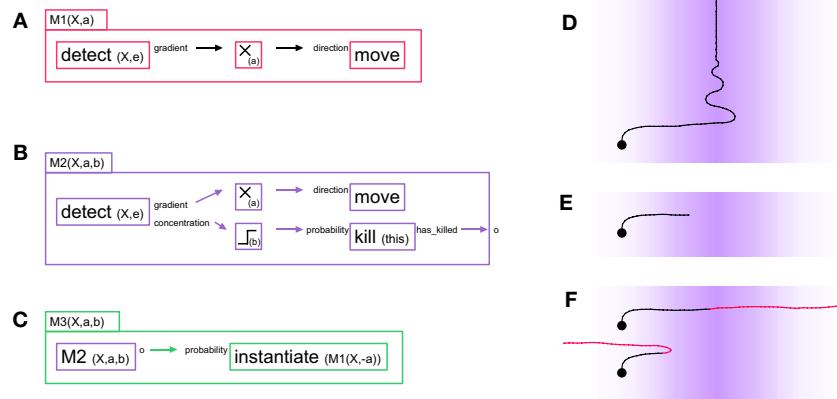 A
M1(X,a)
detect (X,e) gradient × (a) direction move
B
M2(X,a,b)
detect (X,e) gradient × (a) direction move
concentration (b) probability kill (this) has_killed o
C
M3(X,a,b)
M2 (X,a,b) o probability instantiate (M1(X,-a))
D
E
F